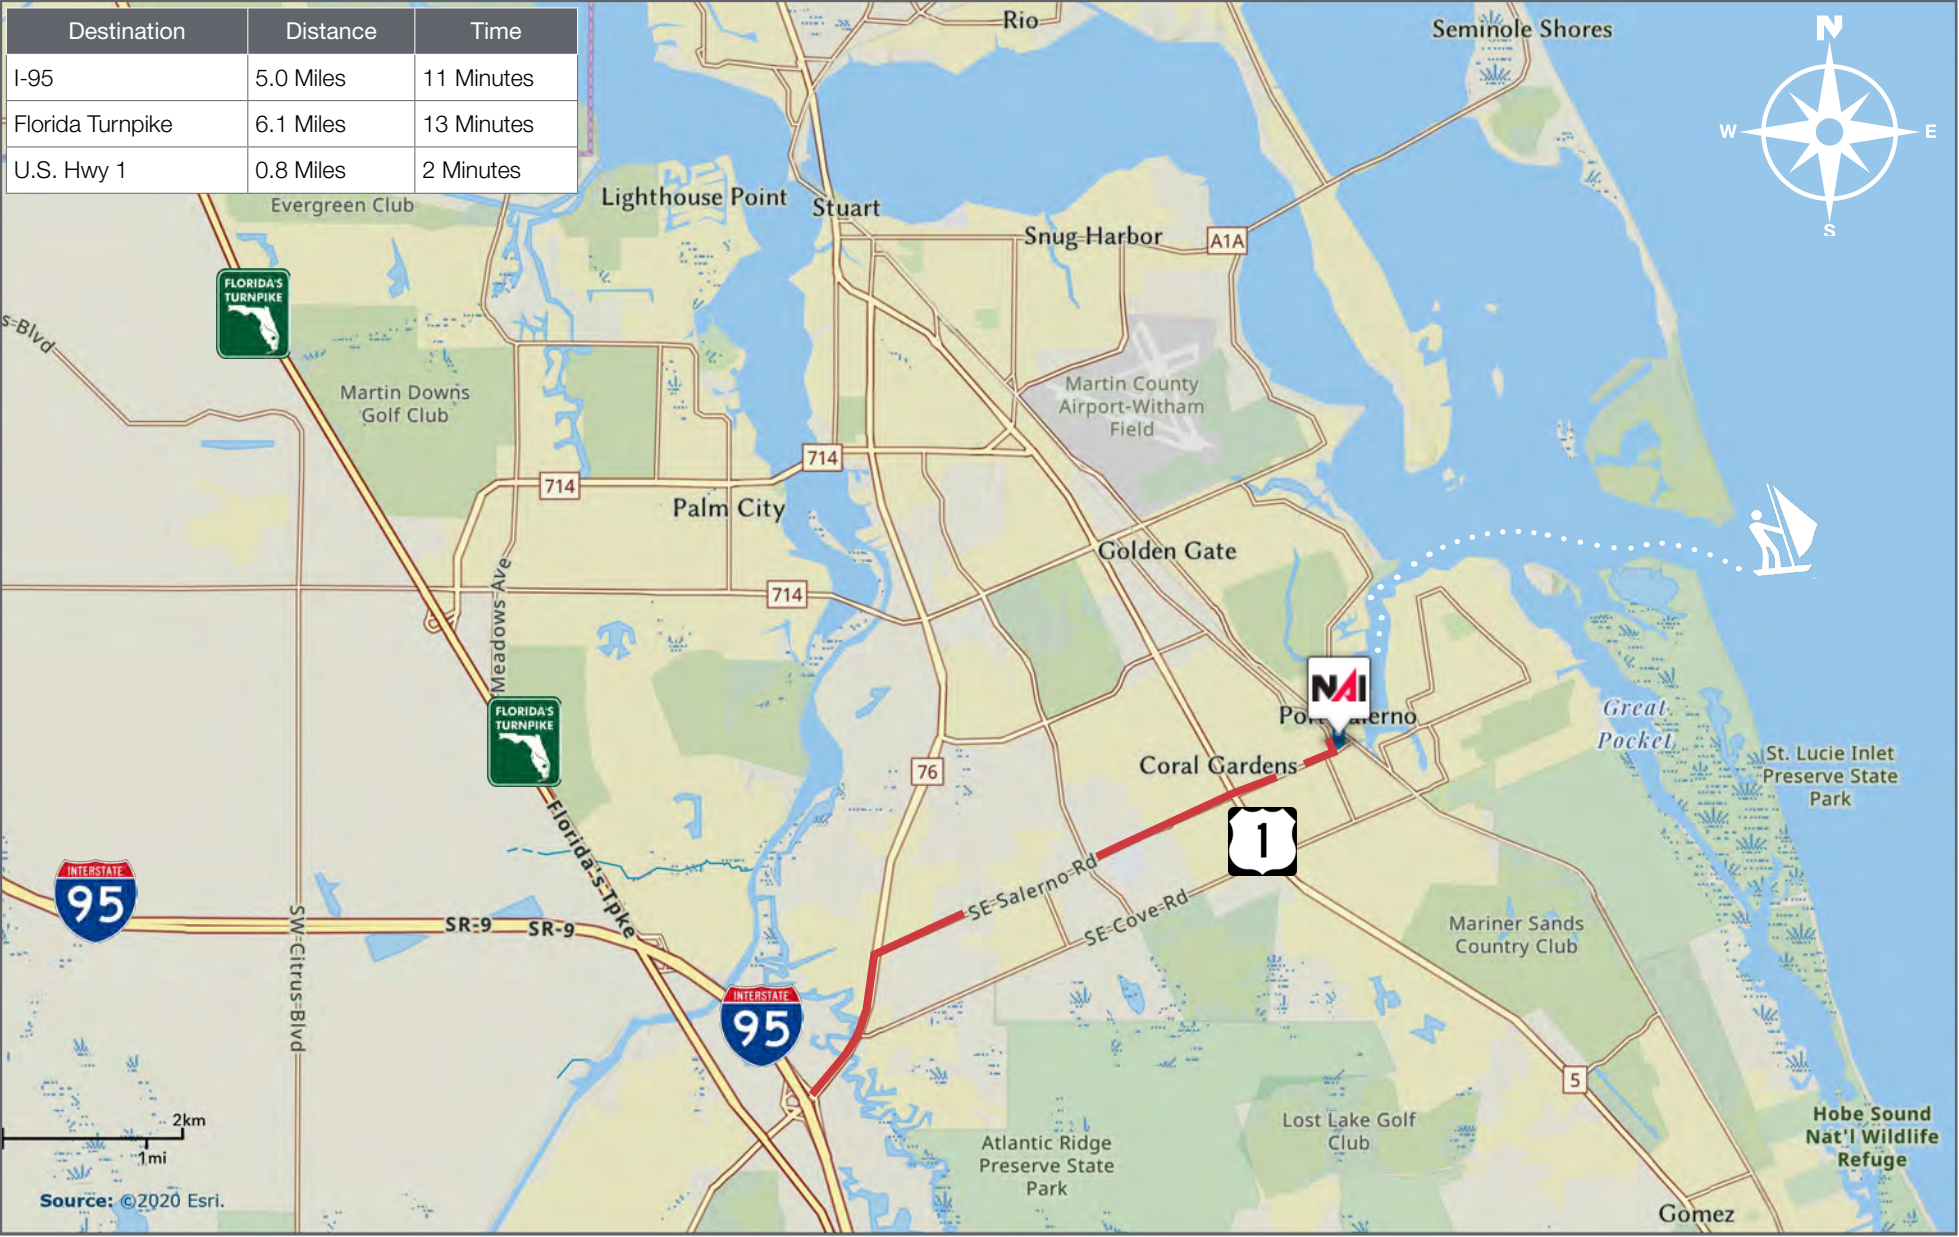 Destination Distance Time
I-95 5.0 Miles 11 Minutes
Florida Turnpike 6.1 Miles 13 Minutes
U.S. Hwy 1 0.8 Miles 2 Minutes
Rio
Seminole Shores
N
W E
S
Evergreen Club
Lighthouse Point
Stuart
Snug Harbor
A1A
FLORIDA'S
TURNPIKE
s-Blvd
Martin Downs
Golf Club
Martin County
Airport-Witham
Field
714
714
Palm City
Golden Gate
714
Meadows-Ave
NAI
Port Salerno
FLORIDA'S
TURNPIKE
Great
Pocket
St. Lucie Inlet
Preserve State
Park
76
Coral Gardens
1
Florida's-Tpke
INTERSTATE
95
SE-Salerno-Rd
SE-Cove-Rd
SR-9
SR-9
SW-Citrus-Blvd
Mariner Sands
Country Club
INTERSTATE
95
5
2km
1mi
Lost Lake Golf
Club
Atlantic Ridge
Preserve State
Park
Hobe Sound
Nat'l Wildlife
Refuge
Source: ©2020 Esri.
Gomez